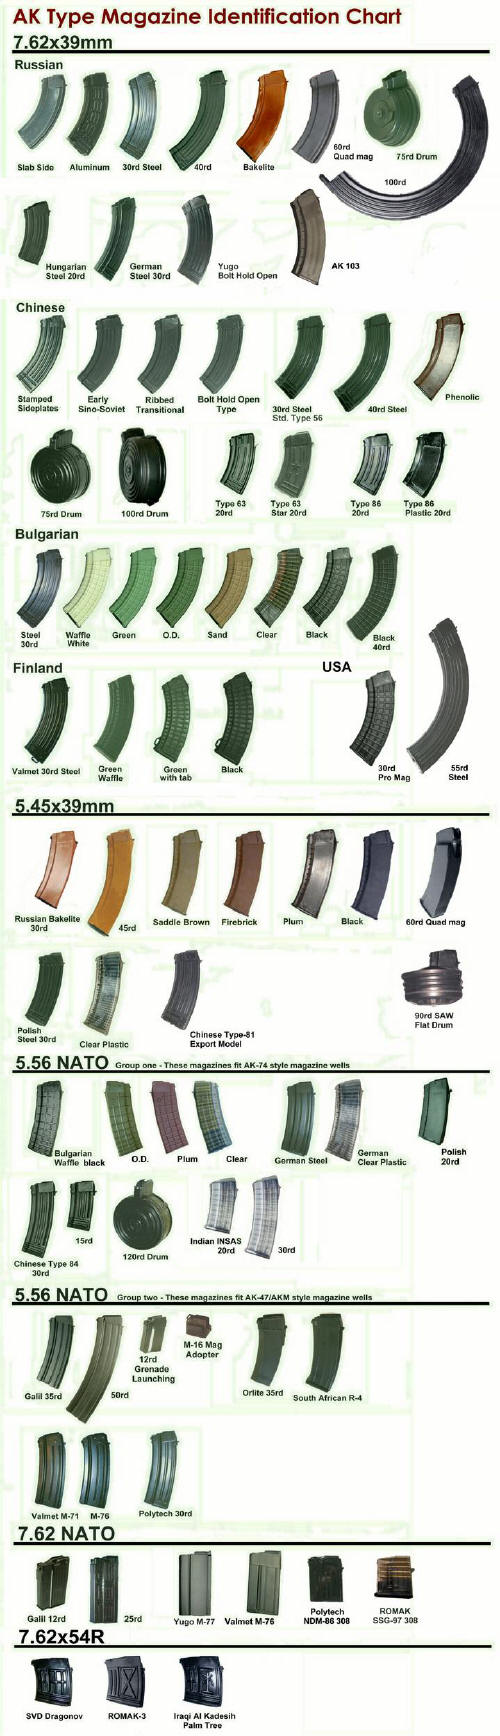 AK Type Magazine Identification Chart
7.62x39mm
Russian
Slab Side
Aluminum
30rd Steel
40rd
Bakelite
60rd
Quad mag
75rd Drum
100rd
Hungarian
Steel 20rd
German
Steel 30rd
Yugo
Bolt Hold Open
AK 103
Chinese
Stamped
Sideplates
Early
Sino-Soviet
Ribbed
Transitional
Bolt Hold Open
Type
30rd Steel
Std. Type 56
40rd Steel
Phenolic
75rd Drum
100rd Drum
Type 63
20rd
Type 63
Star 20rd
Type 86
20rd
Type 86
Plastic 20rd
Bulgarian
Steel
30rd
Waffle
White
Green
O.D.
Sand
Clear
Black
Black
40rd
Finland
Valmet 30rd Steel
Green
Waffle
Green
with tab
Black
USA
30rd
Pro Mag
55rd
Steel
5.45x39mm
Russian Bakelite
30rd
45rd
Saddle Brown
Firebrick
Plum
Black
60rd Quad mag
Polish
Steel 30rd
Clear Plastic
Chinese Type-81
Export Model
90rd SAW
Flat Drum
5.56 NATO Group one - These magazines fit AK-74 style magazine wells
Bulgarian
Waffle black
O.D.
Plum
Clear
German Steel
German
Clear Plastic
Polish
20rd
Chinese Type 84
30rd
15rd
120rd Drum
Indian INSAS
20rd
30rd
5.56 NATO Group two - These magazines fit AK-47/AKM style magazine wells
Galil 35rd
50rd
12rd
Grenade
Launching
M-16 Mag
Adopter
Orlite 35rd
South African R-4
Valmet M-71
M-76
Polytech 30rd
7.62 NATO
Galil 12rd
25rd
Yugo M-77
Valmet M-76
Polytech
NDM-86 308
ROMAK
SSG-97 308
7.62x54R
SVD Dragonov
ROMAK-3
Iraqi Al Kadesih
Palm Tree